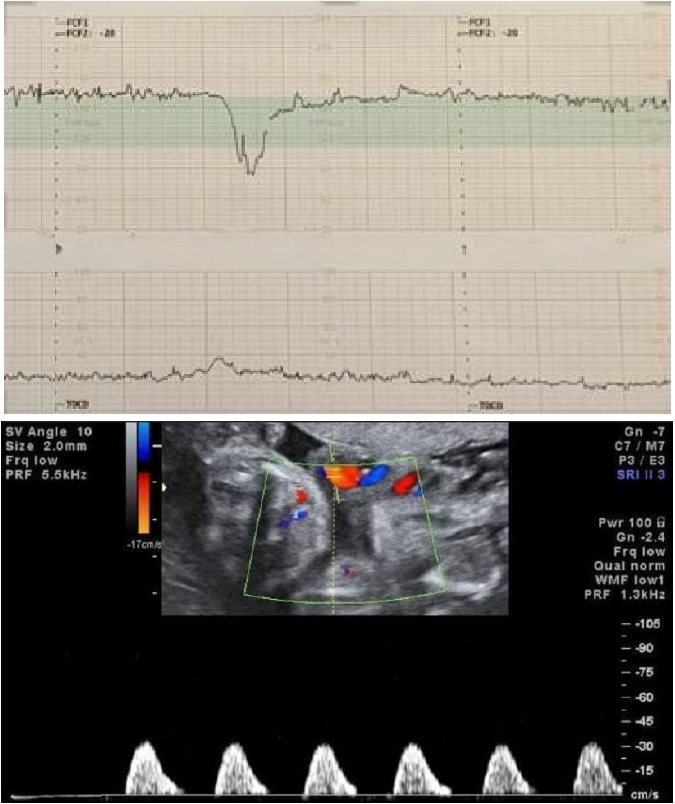 FCF1
FCF2: -20
FCF1
FCF2: -20
TOCO
TOCO
SV Angle 10
Size 2.0mm
Frq low
PRF 5.5kHz
-17cm/s
Gn -7
C7 / M7
P3 / E3
SRI II 3
Pwr 100
Gn -2.4
Frq low
Qual norm
WMF low1
PRF 1.3kHz
-105
-90
-75
-60
-45
-30
-15
cm/s